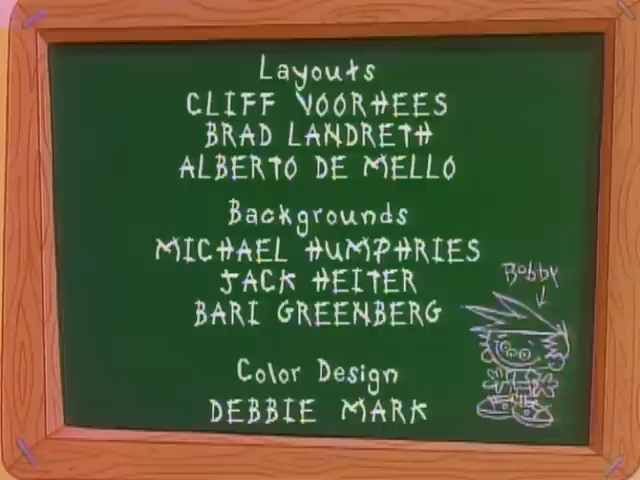 Layouts
CLIFF VOORHEES
BRAD LANDRETH
ALBERTO DE MELLO
Backgrounds
MICHAEL HUMPHRIES
JACK HEITER
BARI GREENBERG
Bobby
Color Design
DEBBIE MARK